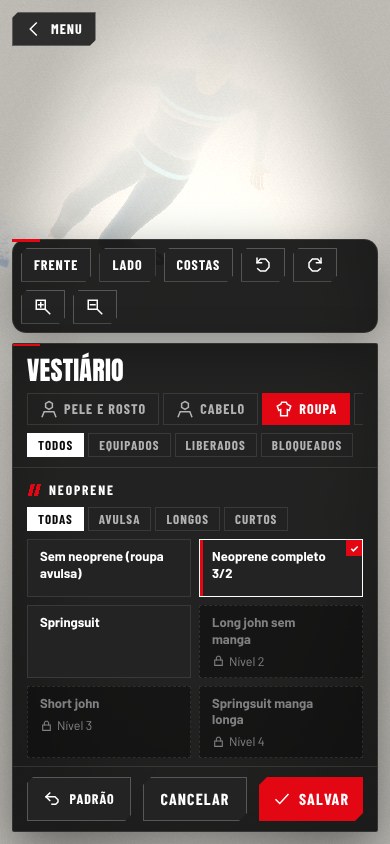 MENU
FRENTE
LADO
COSTAS
VESTIÁRIO
PELE E ROSTO
CABELO
ROUPA
TODOS
EQUIPADOS
LIBERADOS
BLOQUEADOS
NEOPRENE
TODAS
AVULSA
LONGOS
CURTOS
Sem neoprene (roupa
avulsa)
Neoprene completo
3/2
Springsuit
Long john sem
manga
Nível 2
Short john
Nível 3
Springsuit manga
longa
Nível 4
PADRÃO
CANCELAR
SALVAR